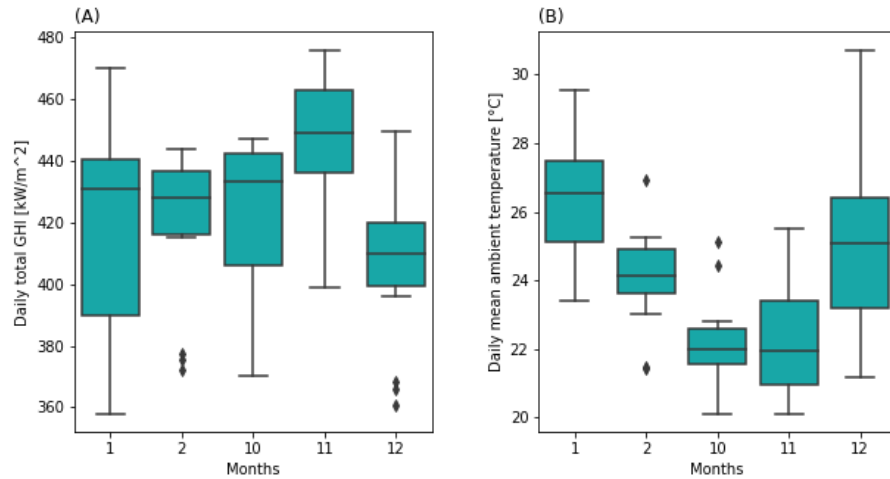 (A)
Daily total GHI [kW/m^2]
480
460
440
420
400
380
360
1 2 10 11 12
Months
(B)
Daily mean ambient temperature [°C]
30
28
26
24
22
20
1 2 10 11 12
Months